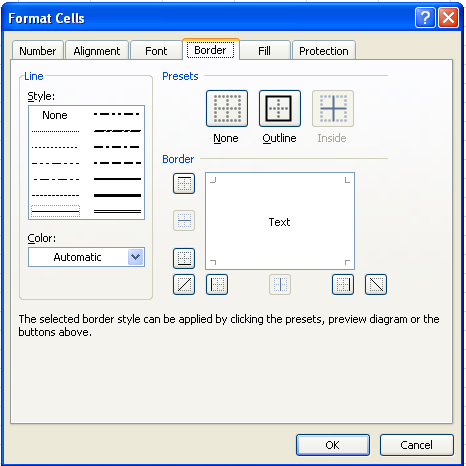 Format Cells
Number Alignment Font Border Fill Protection
Line
Style:
None
Color:
Automatic
Presets
None Outline Inside
Border
Text
The selected border style can be applied by clicking the presets, preview diagram or the
buttons above.
OK Cancel